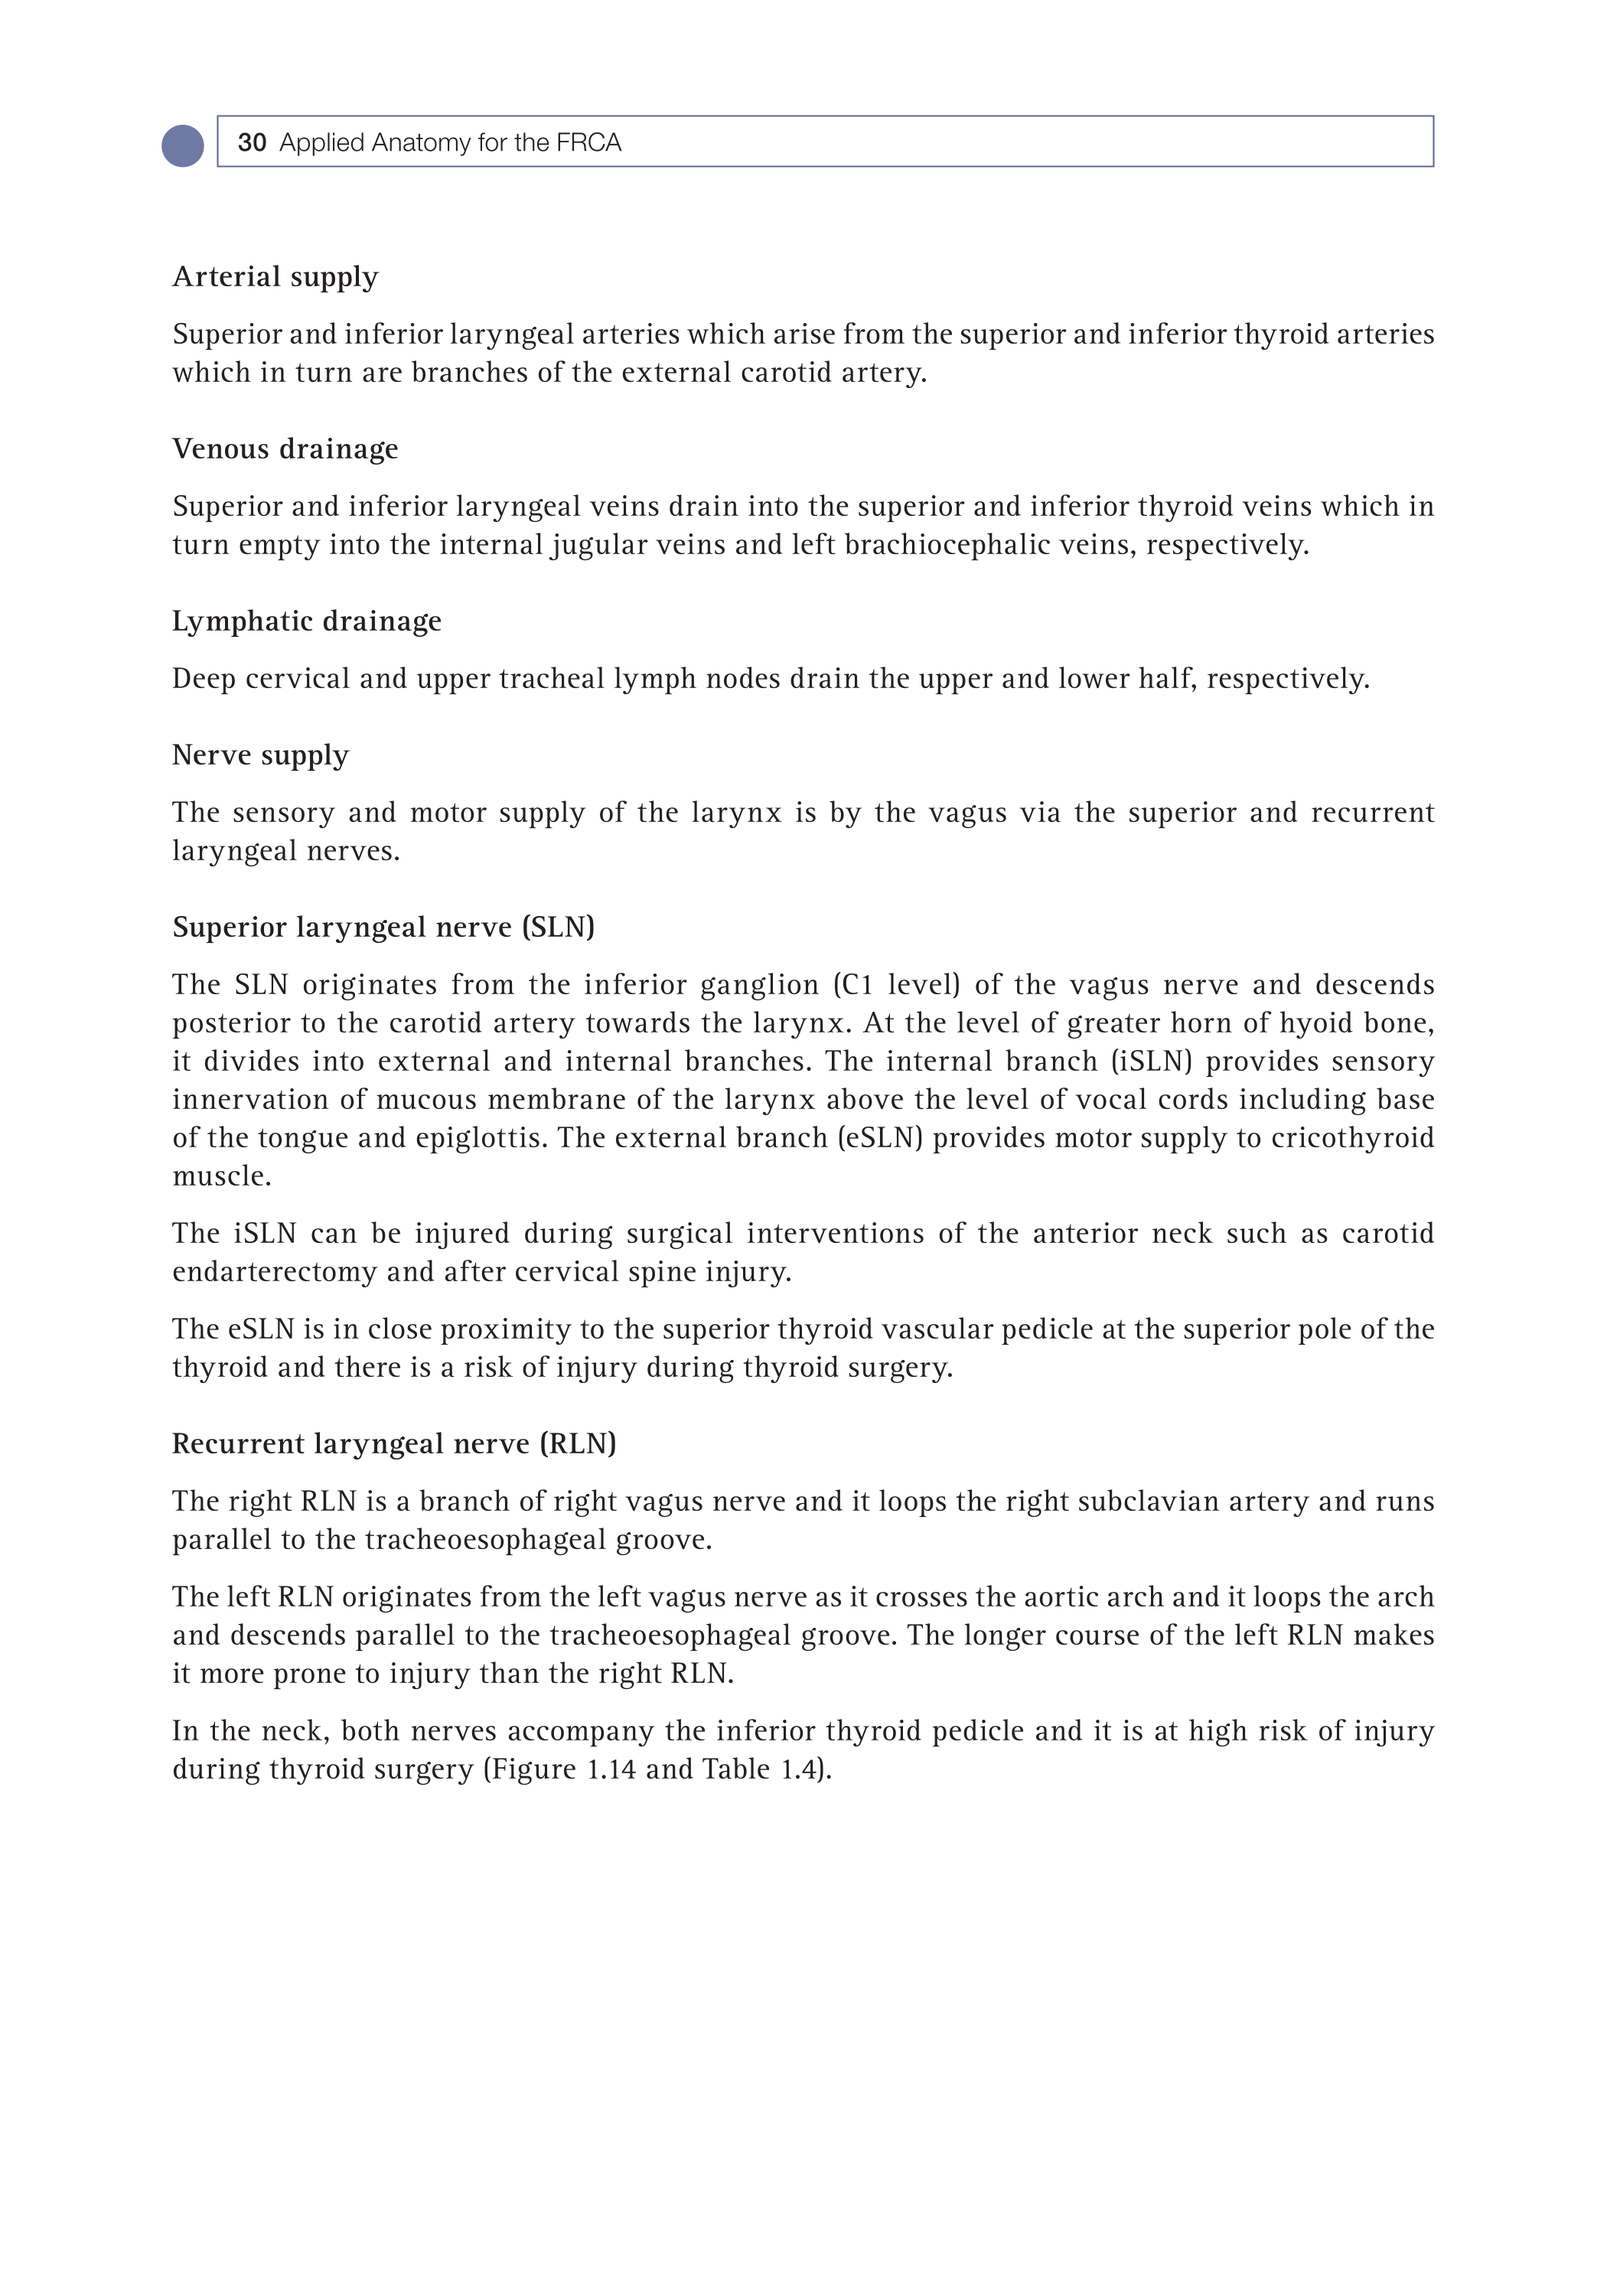 30 Applied Anatomy for the FRCA
Arterial supply
Superior and inferior laryngeal arteries which arise from the superior and inferior thyroid arteries
which in turn are branches of the external carotid artery.
Venous drainage
Superior and inferior laryngeal veins drain into the superior and inferior thyroid veins which in
turn empty into the internal jugular veins and left brachiocephalic veins, respectively.
Lymphatic drainage
Deep cervical and upper tracheal lymph nodes drain the upper and lower half, respectively.
Nerve supply
The sensory and motor supply of the larynx is by the vagus via the superior and recurrent
laryngeal nerves.
Superior laryngeal nerve (SLN)
The SLN originates from the inferior ganglion (C1 level) of the vagus nerve and descends
posterior to the carotid artery towards the larynx. At the level of greater horn of hyoid bone,
it divides into external and internal branches. The internal branch (iSLN) provides sensory
innervation of mucous membrane of the larynx above the level of vocal cords including base
of the tongue and epiglottis. The external branch (eSLN) provides motor supply to cricothyroid
muscle.
The iSLN can be injured during surgical interventions of the anterior neck such as carotid
endarterectomy and after cervical spine injury.
The eSLN is in close proximity to the superior thyroid vascular pedicle at the superior pole of the
thyroid and there is a risk of injury during thyroid surgery.
Recurrent laryngeal nerve (RLN)
The right RLN is a branch of right vagus nerve and it loops the right subclavian artery and runs
parallel to the tracheoesophageal groove.
The left RLN originates from the left vagus nerve as it crosses the aortic arch and it loops the arch
and descends parallel to the tracheoesophageal groove. The longer course of the left RLN makes
it more prone to injury than the right RLN.
In the neck, both nerves accompany the inferior thyroid pedicle and it is at high risk of injury
during thyroid surgery (Figure 1.14 and Table 1.4).